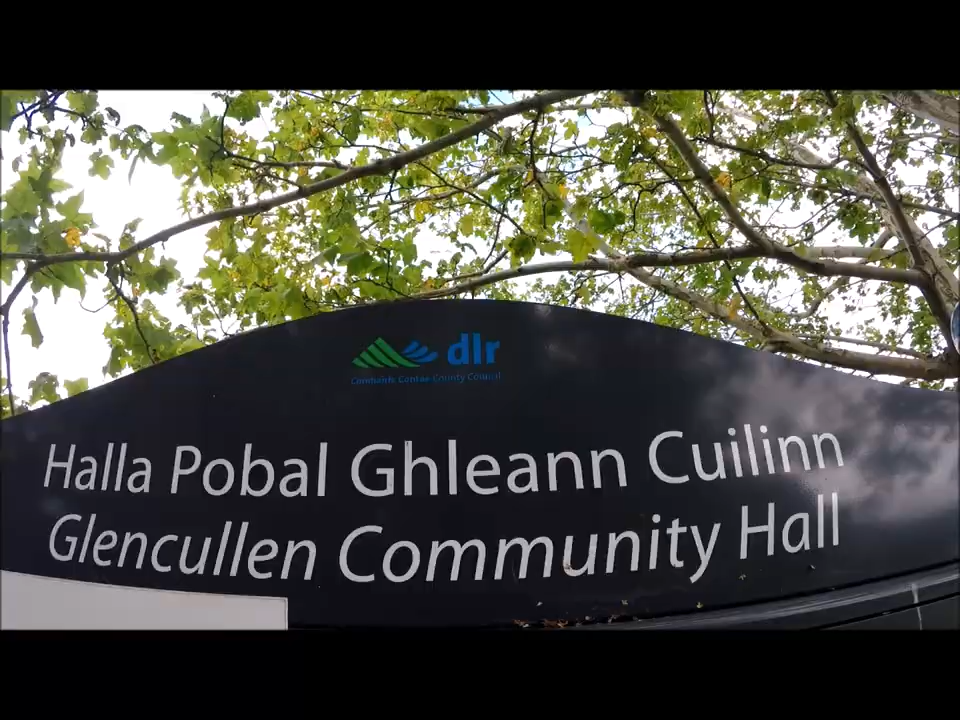 dlr
Comhairle Contae County Council
Halla Pobal Ghleann Cuilinn
Glencullen Community Hall